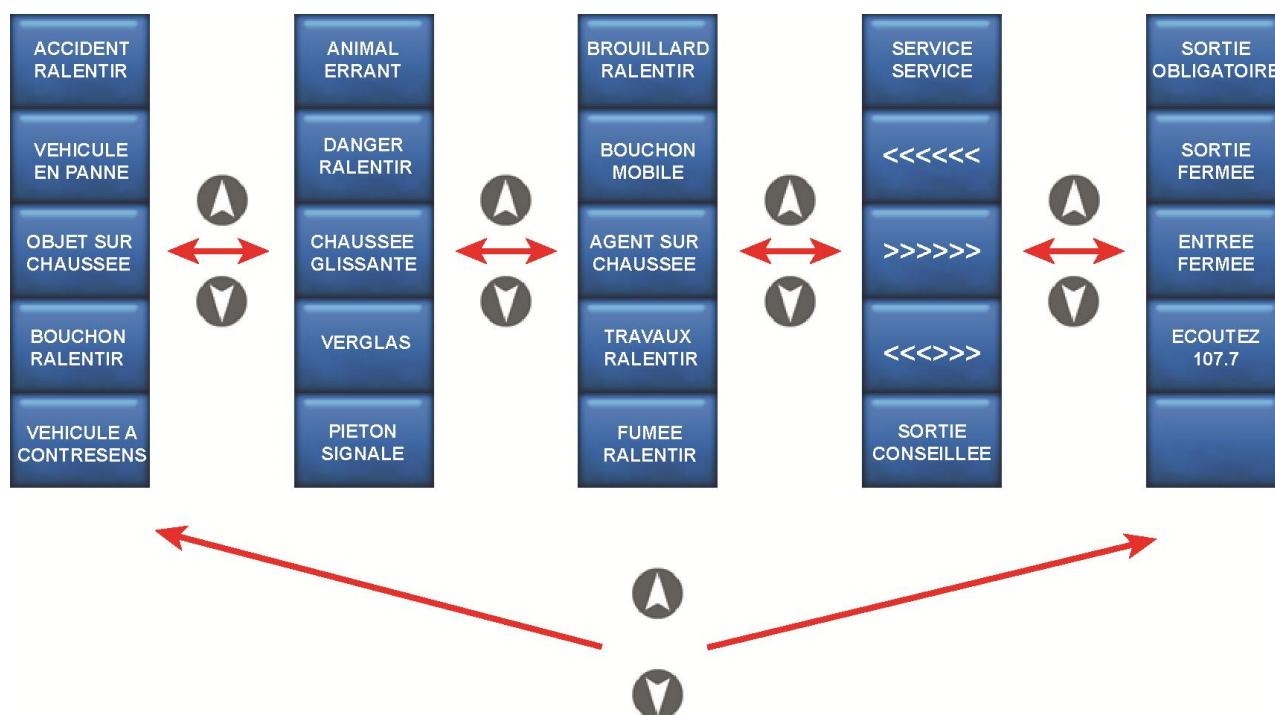 ACCIDENT
RALENTIR
VEHICULE
EN PANNE
OBJET SUR
CHAUSSEE
BOUCHON
RALENTIR
VEHICULE A
CONTRESENS
ANIMAL
ERRANT
DANGER
RALENTIR
CHAUSSEE
GLISSANTE
VERGLAS
PIETON
SIGNALE
BROUILLARD
RALENTIR
BOUCHON
MOBILE
AGENT SUR
CHAUSSEE
TRAVAUX
RALENTIR
FUMEE
RALENTIR
SERVICE
SERVICE
<<<<<<
>>>>>>
<<<>>>
SORTIE
CONSEILLEE
SORTIE
OBLIGATOIRE
SORTIE
FERMEE
ENTREE
FERMEE
ECOUTEZ
107.7